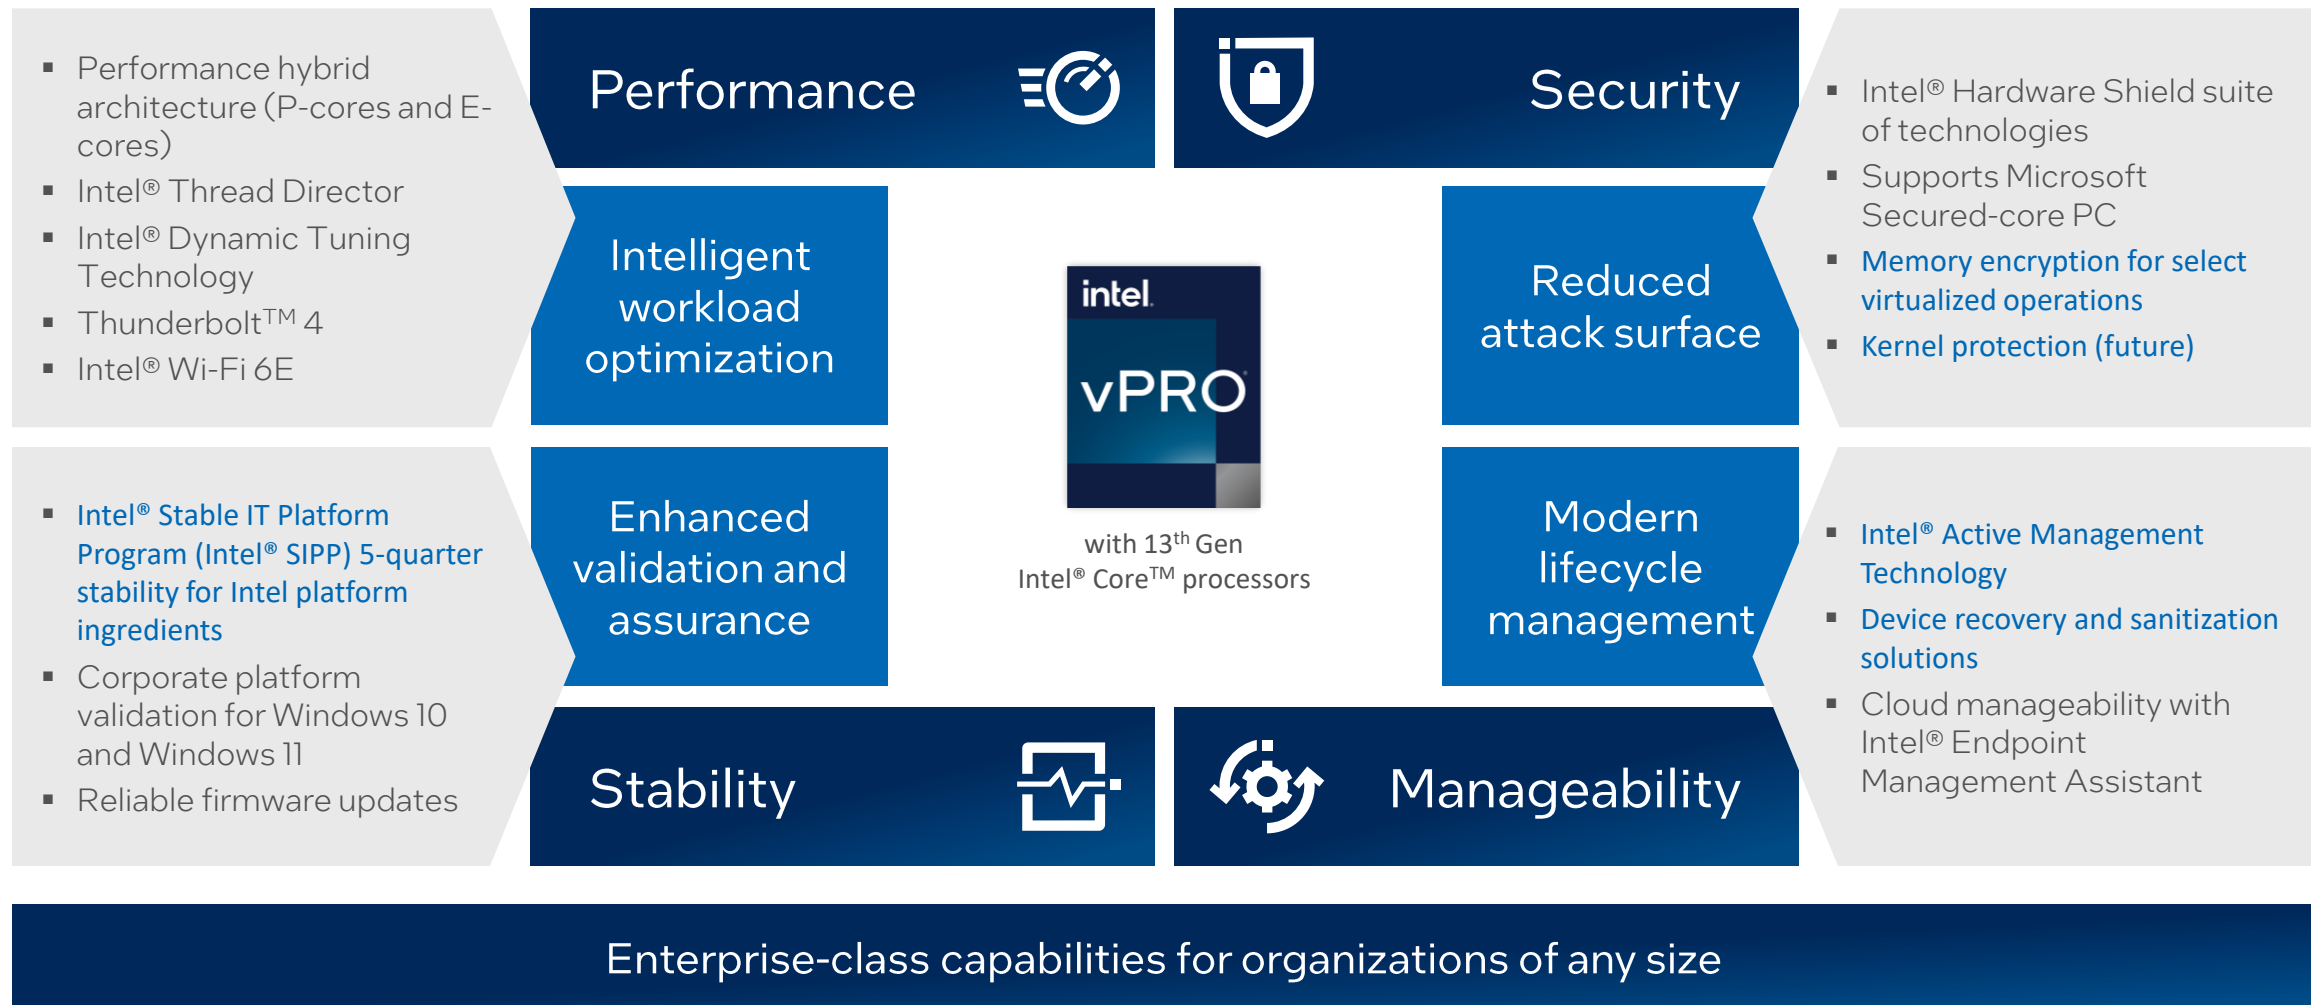 Performance hybrid
architecture (P-cores and E-
cores)
Intel® Thread Director
Intel® Dynamic Tuning
Technology
Thunderbolt™ 4
Intel® Wi-Fi 6E
Performance
Intelligent
workload
optimization
Security
Reduced
attack surface
Intel® Hardware Shield suite
of technologies
Supports Microsoft
Secured-core PC
Memory encryption for select
virtualized operations
Kernel protection (future)
intel.
vPRO
with 13th Gen
Intel® Core™ processors
Intel® Stable IT Platform
Program (Intel® SIPP) 5-quarter
stability for Intel platform
ingredients
Corporate platform
validation for Windows 10
and Windows 11
Reliable firmware updates
Enhanced
validation and
assurance
Stability
Modern
lifecycle
management
Manageability
Intel® Active Management
Technology
Device recovery and sanitization
solutions
Cloud manageability with
Intel® Endpoint
Management Assistant
Enterprise-class capabilities for organizations of any size